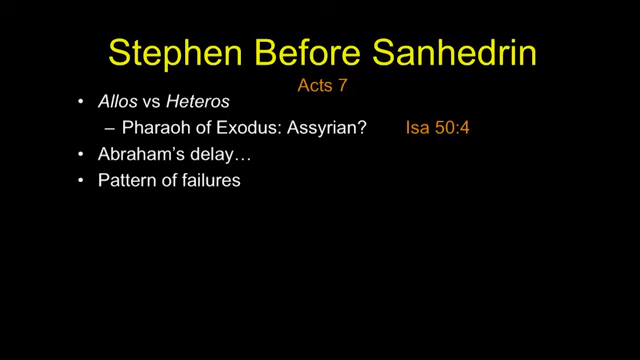 Stephen Before Sanhedrin
Acts 7
• Allos vs Heteros
– Pharaoh of Exodus: Assyrian? Isa 50:4
• Abraham’s delay…
• Pattern of failures